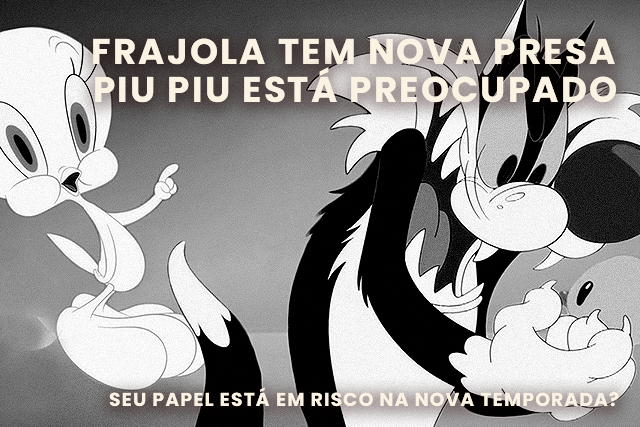 FRAJOLA TEM NOVA PRESA
PIU PIU ESTÁ PREOCUPADO
SEU PAPEL ESTÁ EM RISCO NA NOVA TEMPORADA?